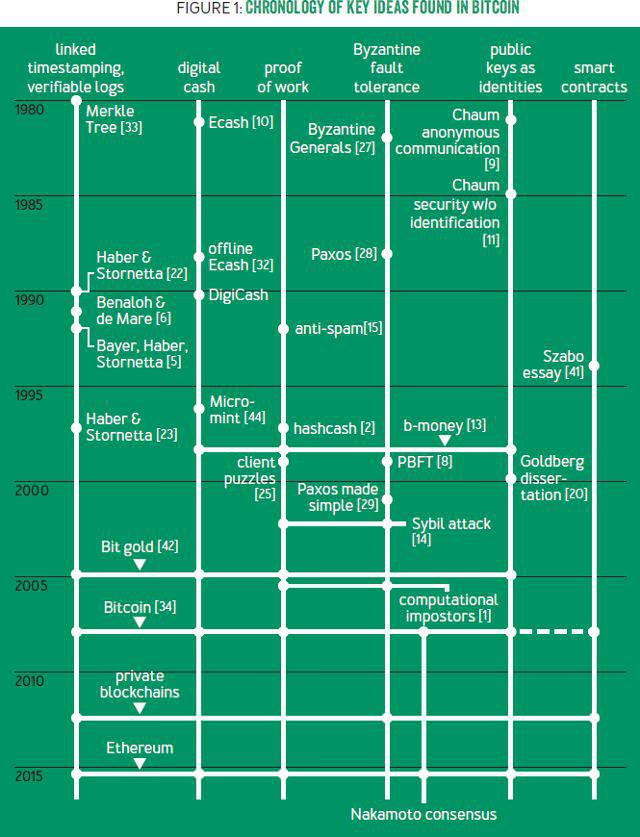 FIGURE 1: CHRONOLOGY OF KEY IDEAS FOUND IN BITCOIN
linked
timestamping,
verifiable logs
digital
cash
proof
of work
Byzantine
fault
tolerance
public
keys as
identities
smart
contracts
1980
Merkle
Tree [33]
Ecash [10]
Byzantine
Generals [27]
Chaum
anonymous
communication
[9]
1985
Chaum
security w/o
identification
[11]
offline
Ecash [32]
Paxos [28]
Haber &
Stornetta [22]
1990
DigiCash
Benaloh &
de Mare [6]
anti-spam[15]
Bayer, Haber,
Stornetta [5]
Szabo
essay [41]
1995
Micro-
mint [44]
Haber &
Stornetta [23]
hashcash [2]
b-money [13]
client
puzzles
[25]
PBFT [8]
Goldberg
disser-
tation [20]
2000
Paxos made
simple [29]
Sybil attack
[14]
Bit gold [42]
2005
computational
impostors [1]
Bitcoin [34]
2010
private
blockchains
Ethereum
2015
Nakamoto consensus